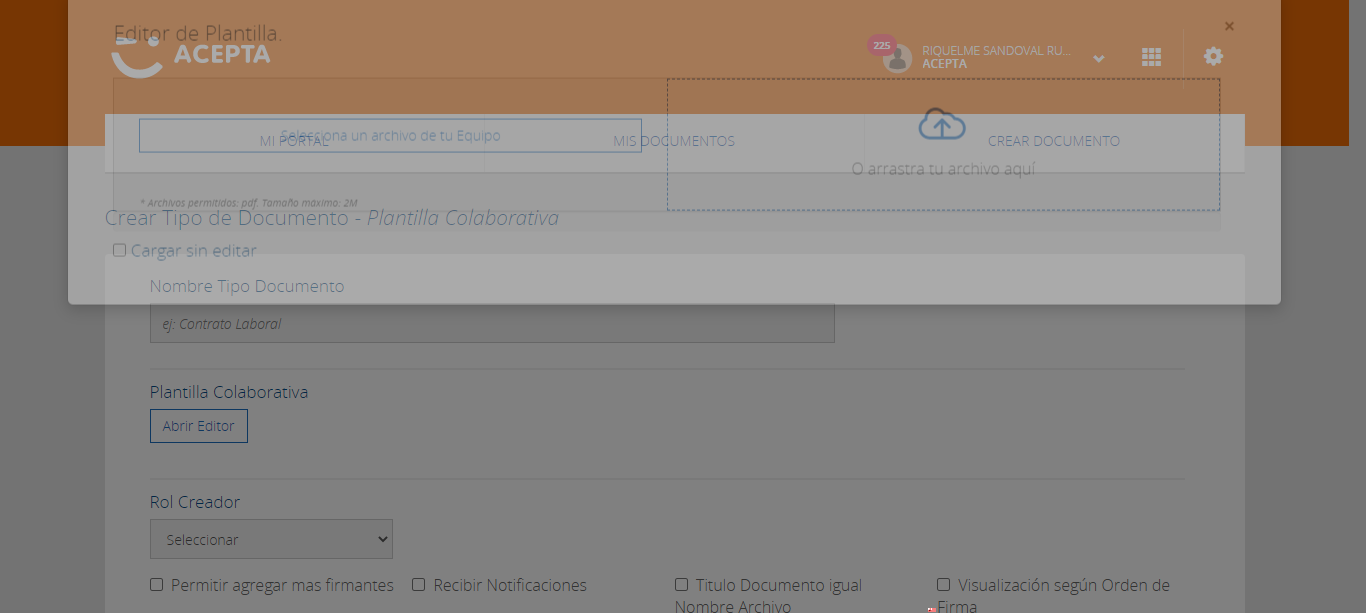 Editor de Plantilla.
×
ACEPTA
225
RIQUELME SANDOVAL RU...
ACEPTA
Selecciona un archivo de tu Equipo
MI PORTAL
MIS DOCUMENTOS
CREAR DOCUMENTO
O arrastra tu archivo aquí
* Archivos permitidos: pdf. Tamaño máximo: 2M
Crear Tipo de Documento - Plantilla Colaborativa
Cargar sin editar
Nombre Tipo Documento
ej: Contrato Laboral
Plantilla Colaborativa
Abrir Editor
Rol Creador
Seleccionar
Permitir agregar mas firmantes
Recibir Notificaciones
Titulo Documento igual
Nombre Archivo
Visualización según Orden de
Firma